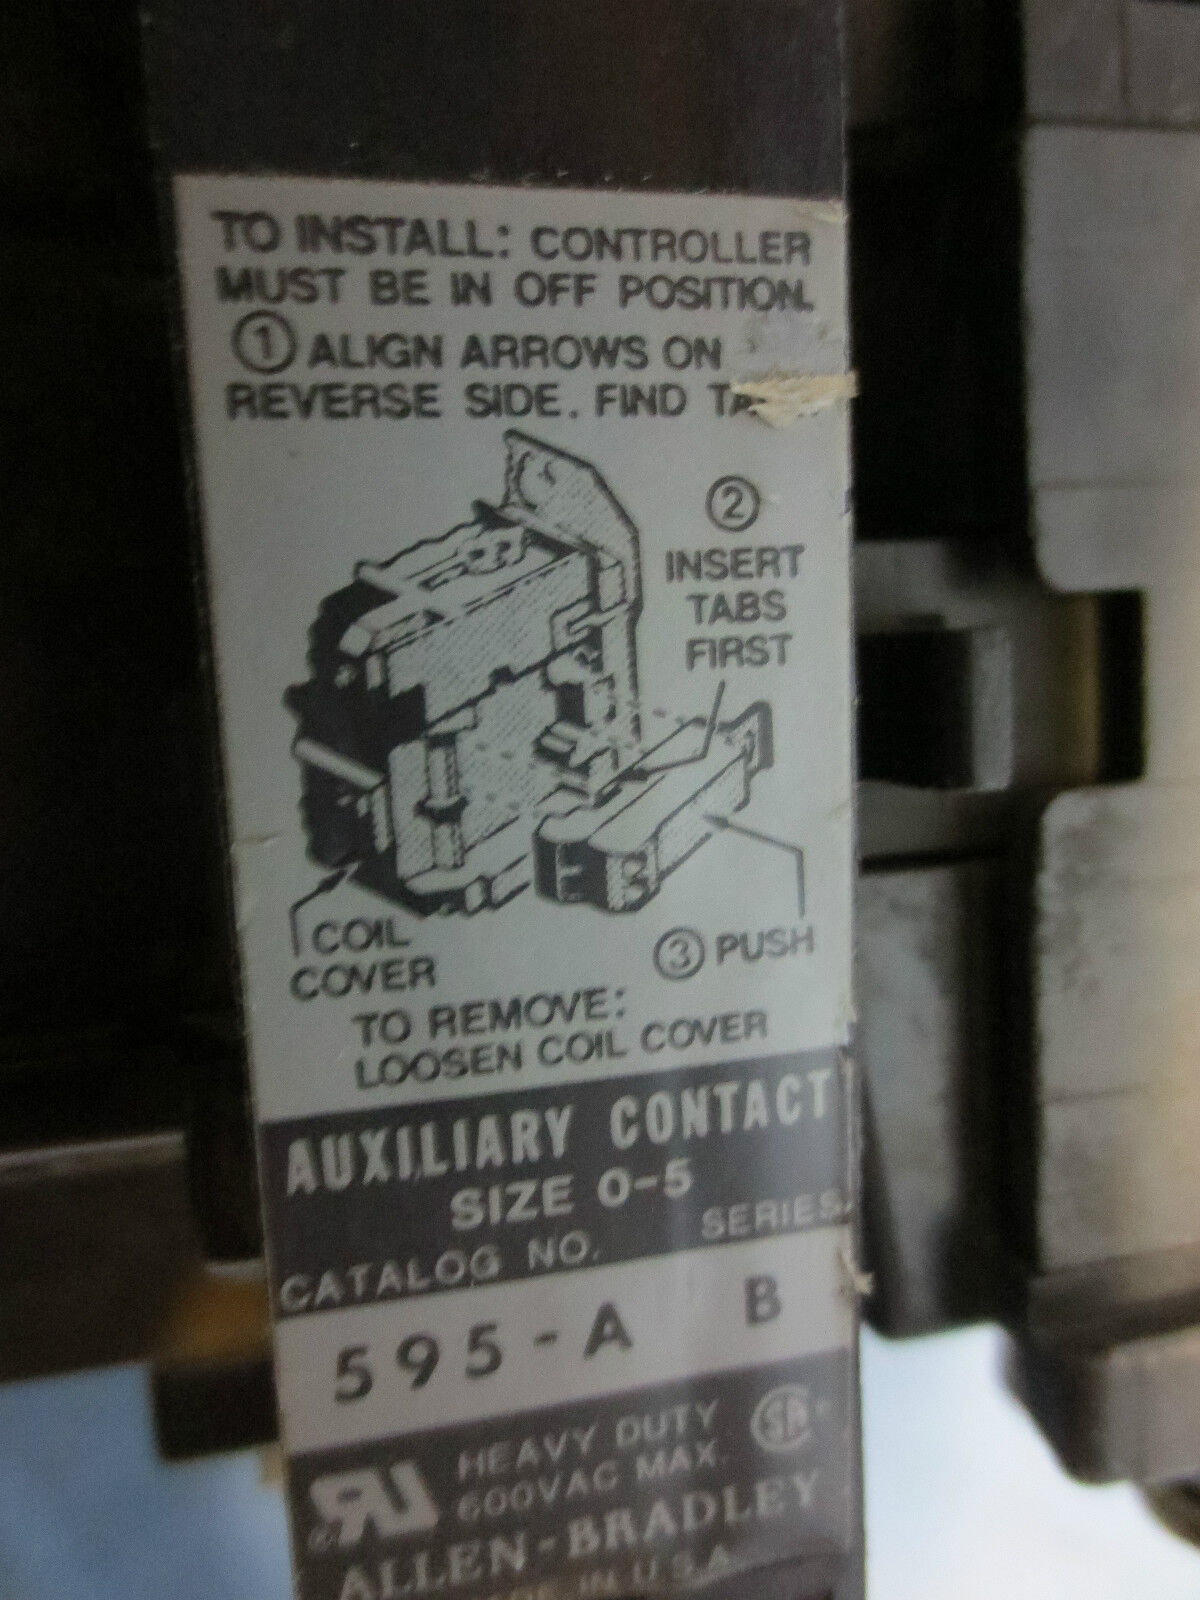 TO INSTALL: CONTROLLER
MUST BE IN OFF POSITION.
① ALIGN ARROWS ON
REVERSE SIDE. FIND
②
INSERT
TABS
FIRST
COIL
COVER
③ PUSH
TO REMOVE:
LOOSEN COIL COVER
AUXILIARY CONTACT
SIZE 0-5
CATALOG NO. SERIES
595-A B
HEAVY DUTY
600VAC MAX.
ALLEN-BRADLEY
IN U.S.A.